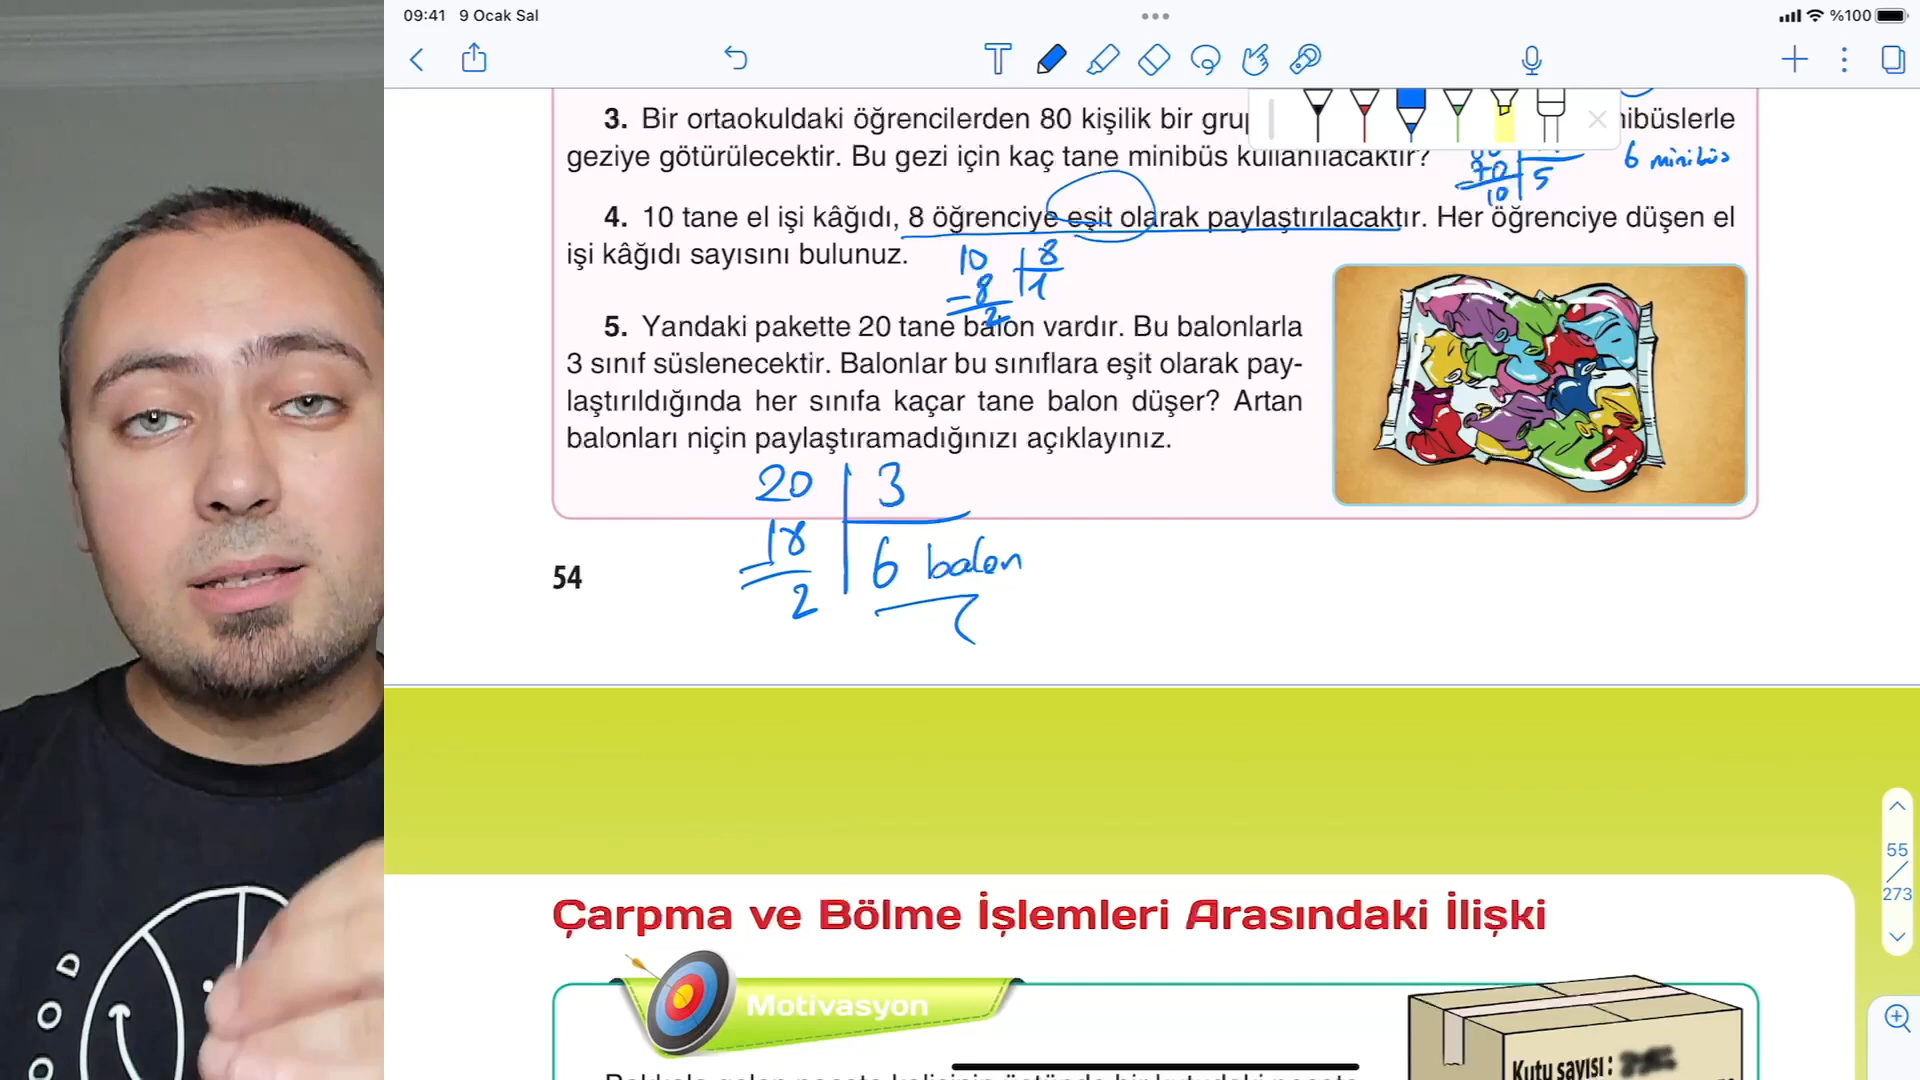 09:41 9 Ocak Sal
%100
3. Bir ortaokuldaki öğrencilerden 80 kişilik bir
geziye götürülecektir. Bu gezi için kaç tane minibüs kullanılacaktır?
6 minibüs
70
10 5
4. 10 tane el işi kâğıdı, 8 öğrenciye eşit olarak paylaştırılacaktır. Her öğrenciye düşen el
işi kâğıdı sayısını bulunuz.
10 8
-8 1
2
5. Yandaki pakette 20 tane balon vardır. Bu balonlarla
3 sınıf süslenecektir. Balonlar bu sınıflara eşit olarak pay-
laştırıldığında her sınıfa kaçar tane balon düşer? Artan
balonları niçin paylaştıramadığınızı açıklayınız.
20 3
18 6 balon
2
54
Çarpma ve Bölme İşlemleri Arasındaki İlişki
Motivasyon
Kutu sayısı :
55
273
OOD